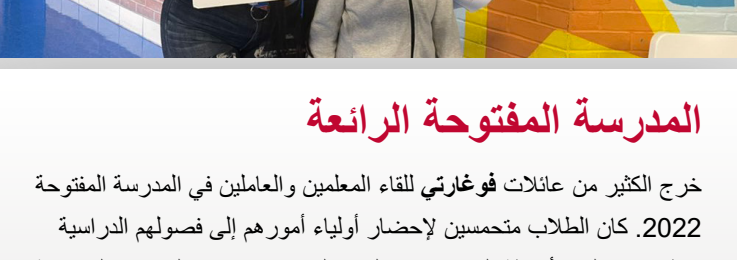 المدرسة المفتوحة الرائعة
خرج الكثير من عائلات فوغارتي للقاء المعلمين والعاملين في المدرسة المفتوحة
2022. كان الطلاب متحمسين لإحضار أولياء أمورهم إلى فصولهم الدراسية